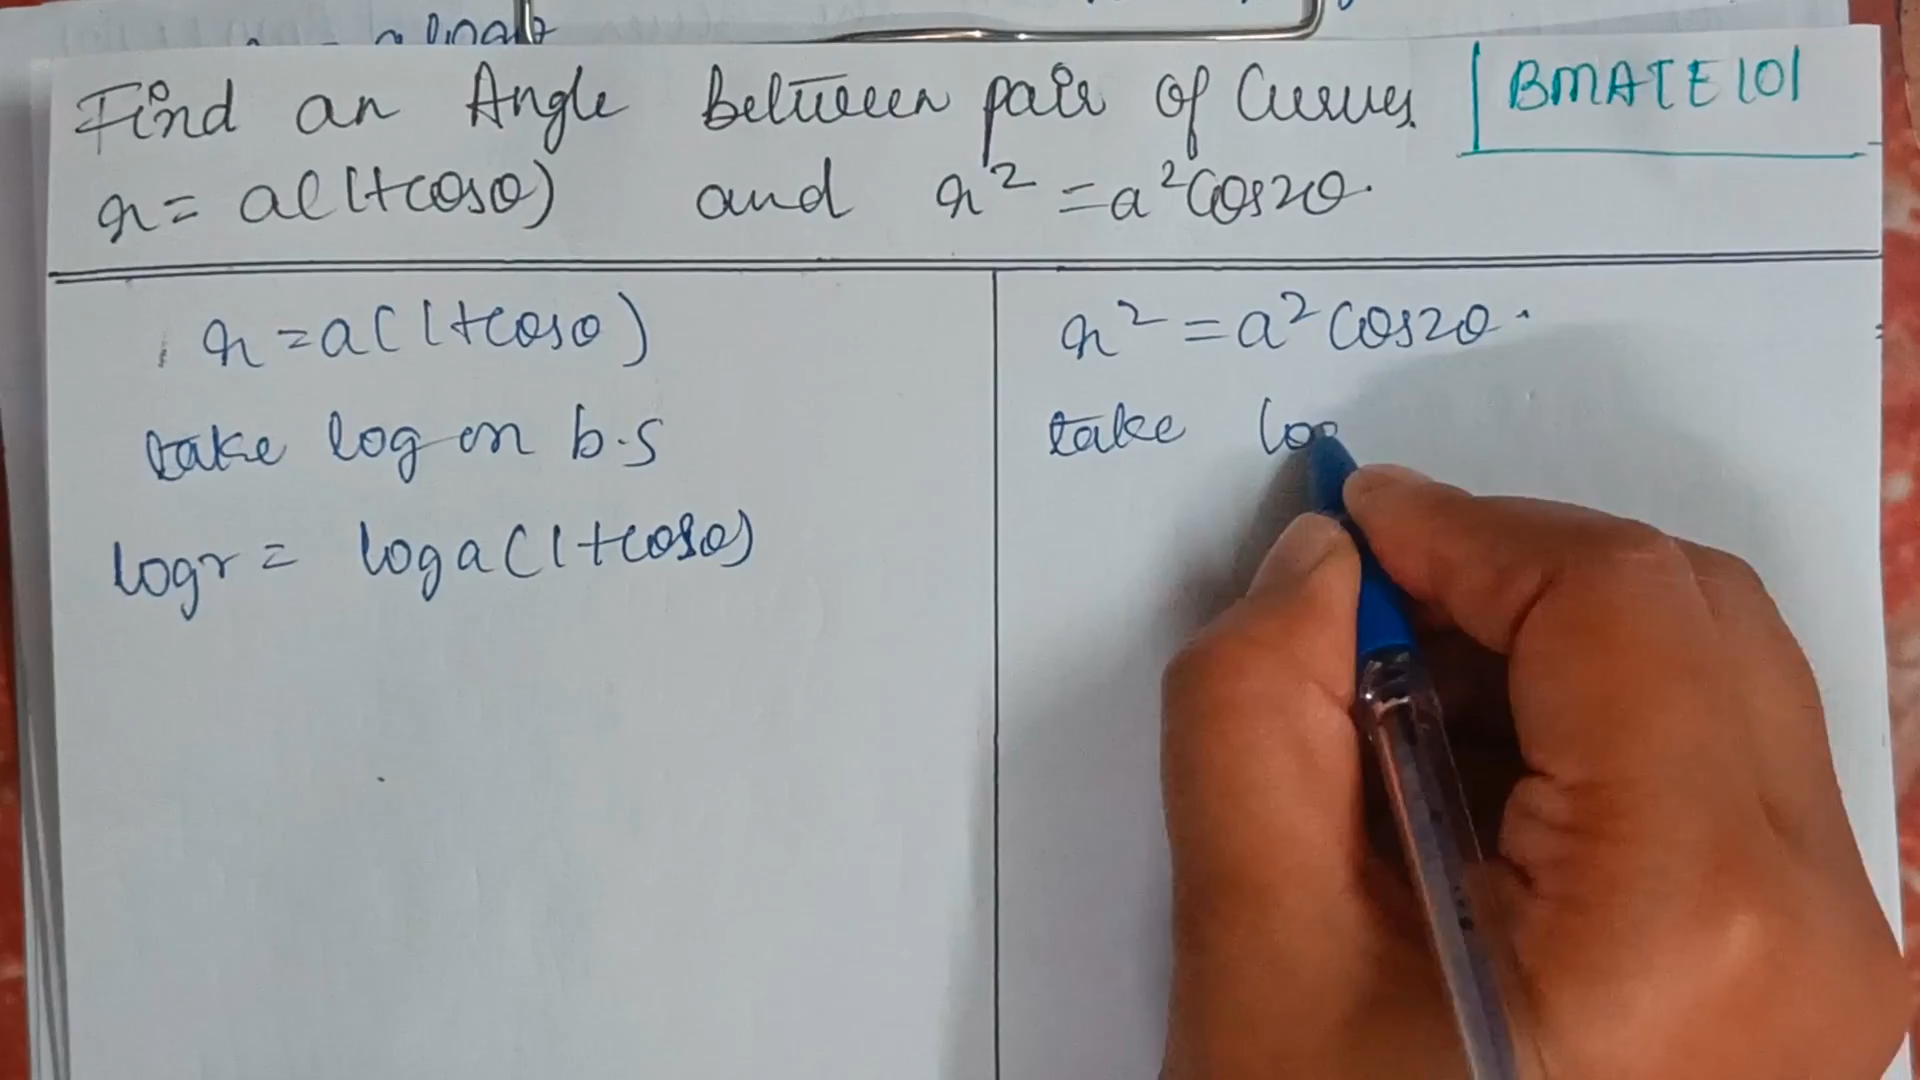 Find an Angle between pair of Curves. BMATE101
r = a(1+cosθ) and r² = a²cos2θ.
r = a(1+cosθ)
take log on b.s
logr = log a(1+cosθ)
r² = a²cos2θ.
take log